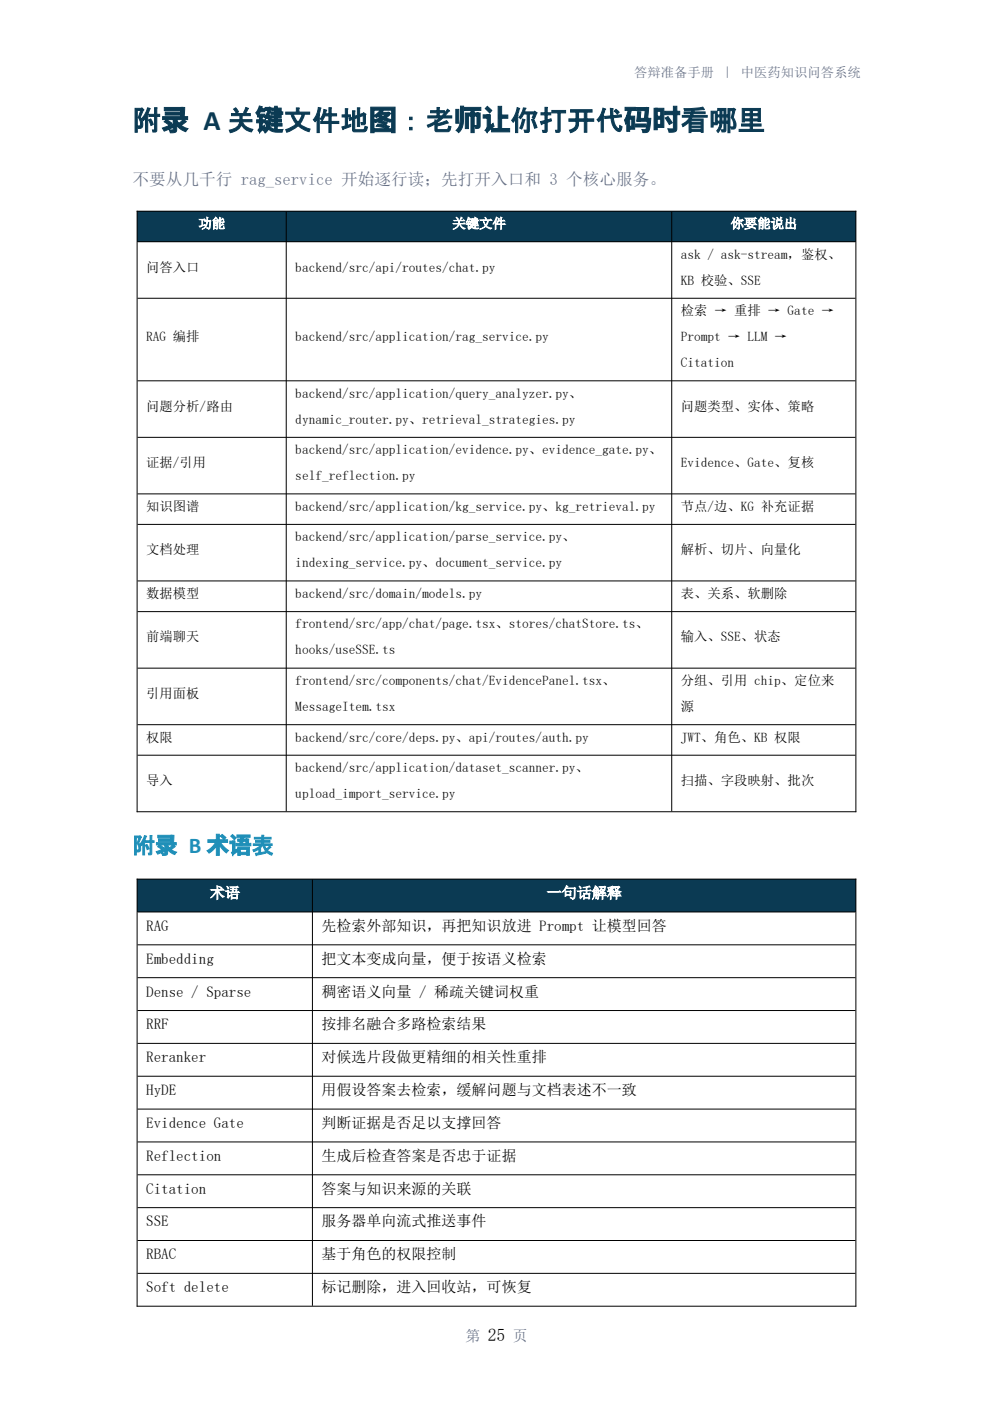 答辩准备手册 | 中医药知识问答系统
附录 A 关键文件地图：老师让你打开代码时看哪里
不要从几千行 rag_service 开始逐行读；先打开入口和 3 个核心服务。
功能 关键文件 你要能说出
问答入口 backend/src/api/routes/chat.py ask / ask-stream，鉴权、
KB 校验、SSE
RAG 编排 backend/src/application/rag_service.py 检索 → 重排 → Gate →
Prompt → LLM →
Citation
问题分析/路由 backend/src/application/query_analyzer.py、
dynamic_router.py、retrieval_strategies.py 问题类型、实体、策略
证据/引用 backend/src/application/evidence.py、evidence_gate.py、
self_reflection.py Evidence、Gate、复核
知识图谱 backend/src/application/kg_service.py、kg_retrieval.py 节点/边、KG 补充证据
文档处理 backend/src/application/parse_service.py、
indexing_service.py、document_service.py 解析、切片、向量化
数据模型 backend/src/domain/models.py 表、关系、软删除
前端聊天 frontend/src/app/chat/page.tsx、stores/chatStore.ts、
hooks/useSSE.ts 输入、SSE、状态
引用面板 frontend/src/components/chat/EvidencePanel.tsx、
MessageItem.tsx 分组、引用 chip、定位来
源
权限 backend/src/core/deps.py、api/routes/auth.py JWT、角色、KB 权限
导入 backend/src/application/dataset_scanner.py、
upload_import_service.py 扫描、字段映射、批次
附录 B 术语表
术语 一句话解释
RAG 先检索外部知识，再把知识放进 Prompt 让模型回答
Embedding 把文本变成向量，便于按语义检索
Dense / Sparse 稠密语义向量 / 稀疏关键词权重
RRF 按排名融合多路检索结果
Reranker 对候选片段做更精细的相关性重排
HyDE 用假设答案去检索，缓解问题与文档表述不一致
Evidence Gate 判断证据是否足以支撑回答
Reflection 生成后检查答案是否忠于证据
Citation 答案与知识来源的关联
SSE 服务器单向流式推送事件
RBAC 基于角色的权限控制
Soft delete 标记删除，进入回收站，可恢复
第 25 页